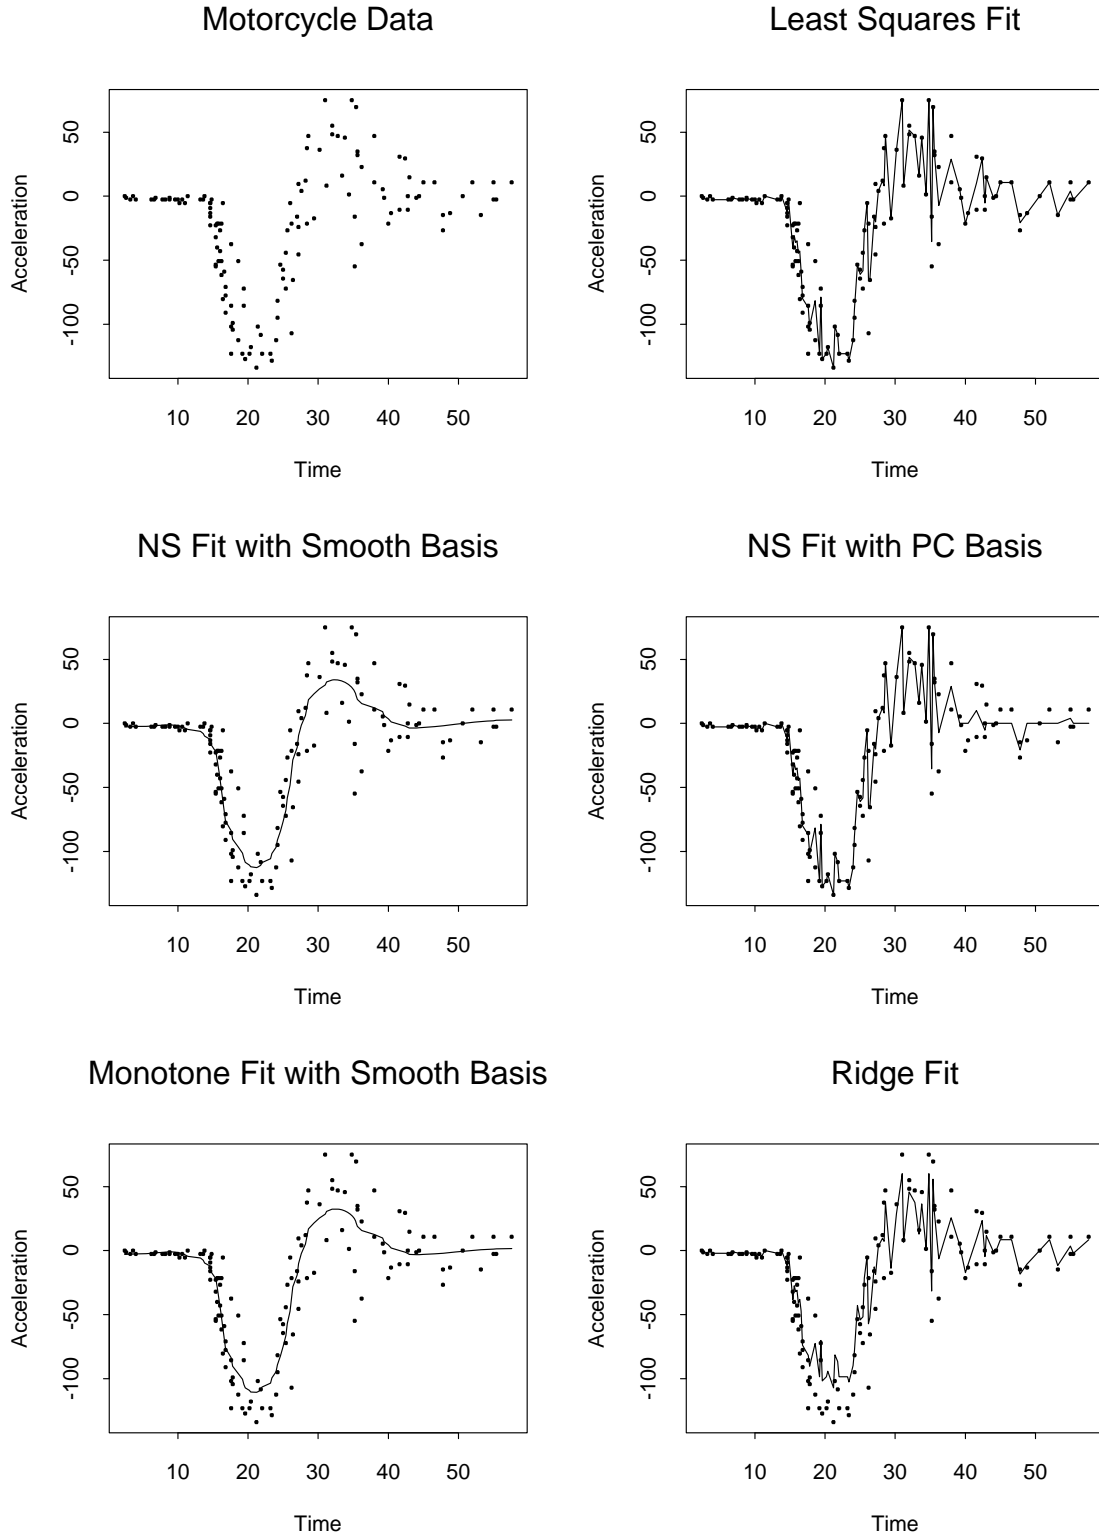 Motorcycle Data
Acceleration
50
0
-50
-100
10 20 30 40 50
Time
Least Squares Fit
Acceleration
50
0
-50
-100
10 20 30 40 50
Time
NS Fit with Smooth Basis
Acceleration
50
0
-50
-100
10 20 30 40 50
Time
NS Fit with PC Basis
Acceleration
50
0
-50
-100
10 20 30 40 50
Time
Monotone Fit with Smooth Basis
Acceleration
50
0
-50
-100
10 20 30 40 50
Time
Ridge Fit
Acceleration
50
0
-50
-100
10 20 30 40 50
Time